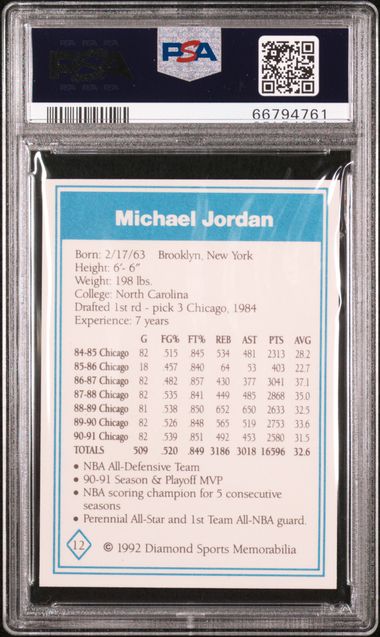 PSA PSA PSA
PSA
PSA PSA PSA
PSA
66794761
Michael Jordan
Born: 2/17/63 Brooklyn, New York
Height: 6'- 6"
Weight: 198 lbs.
College: North Carolina
Drafted 1st rd - pick 3 Chicago, 1984
Experience: 7 years
G FG% FT% REB AST PTS AVG
84-85 Chicago 82 .515 .845 534 481 2313 28.2
85-86 Chicago 18 .457 .840 64 53 403 22.7
86-87 Chicago 82 .482 .857 430 377 3041 37.1
87-88 Chicago 82 .535 .841 449 485 2868 35.0
88-89 Chicago 81 .538 .850 652 650 2633 32.5
89-90 Chicago 82 .526 .848 565 519 2753 33.6
90-91 Chicago 82 .539 .851 492 453 2580 31.5
TOTALS 509 .520 .849 3186 3018 16596 32.6
• NBA All-Defensive Team
• 90-91 Season & Playoff MVP
• NBA scoring champion for 5 consecutive
seasons
• Perennial All-Star and 1st Team All-NBA guard.
12 © 1992 Diamond Sports Memorabilia